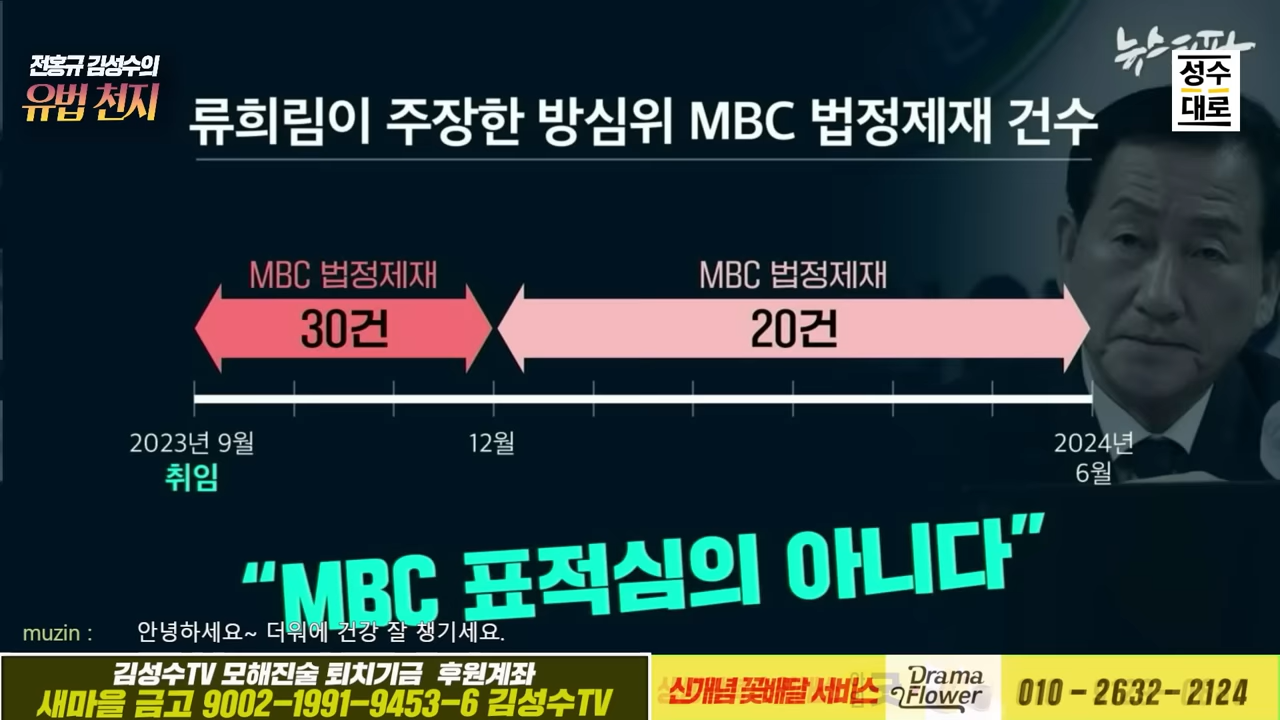 전홍규 김성수의
유법 천지
뉴스타파
성수
대로
류희림이 주장한 방심위 MBC 법정제재 건수
MBC 법정제재
30건
MBC 법정제재
20건
2023년 9월
취임
12월
2024년
6월
“MBC 표적심의 아니다”
muzin : 안녕하세요~ 더워에 건강 잘 챙기세요.
김성수TV 모해진술 퇴치기금 후원계좌
새마을 금고 9002-1991-9453-6 김성수TV
신개념 꽃배달 서비스
Drama
Flower
010 - 2632 - 2124